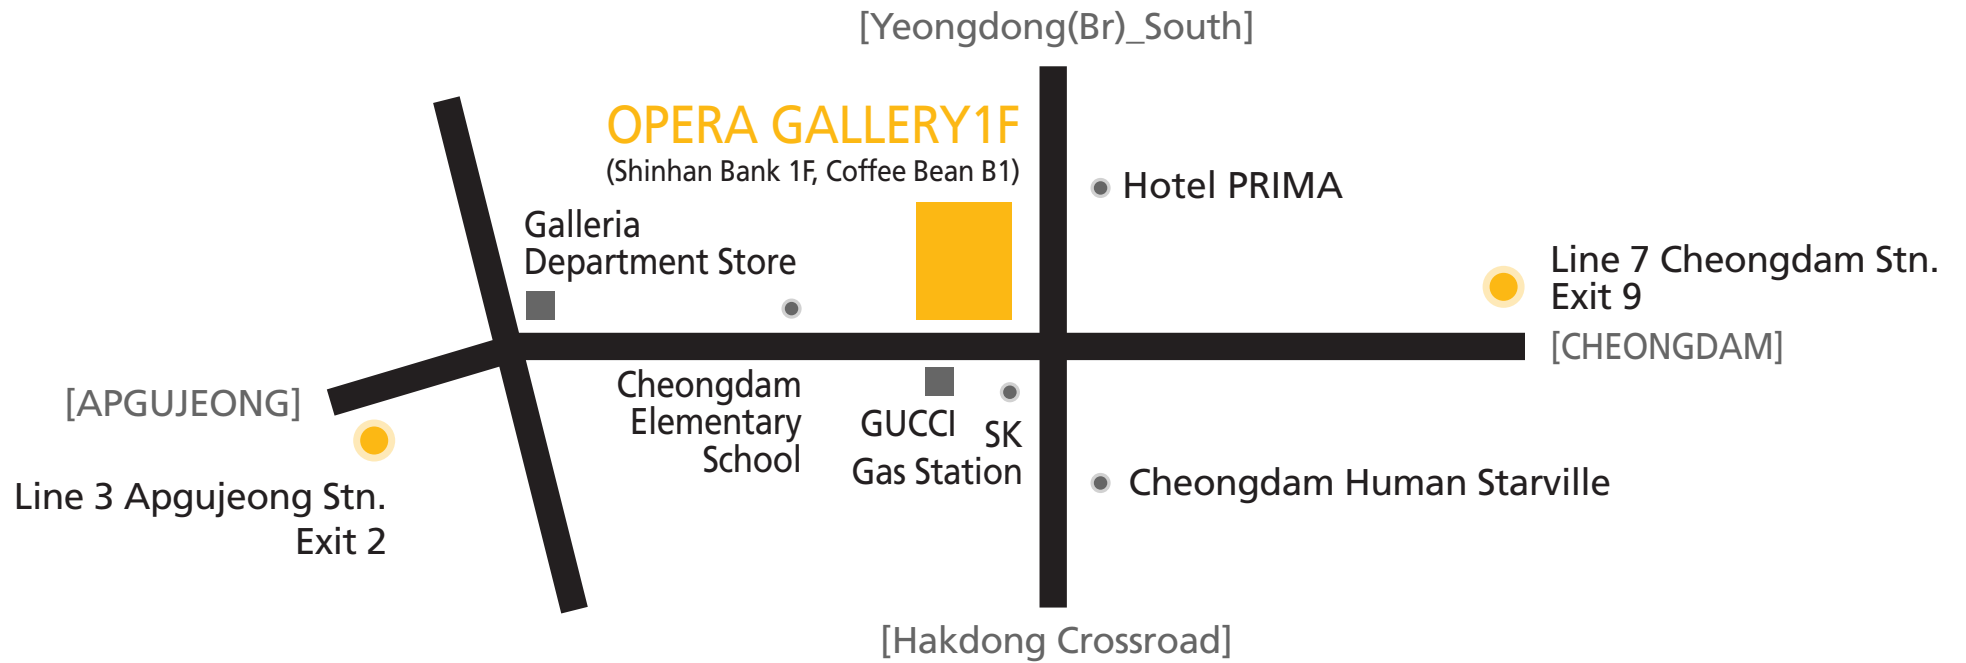 [Yeongdong(Br)_South]
OPERA GALLERY1F
(Shinhan Bank 1F, Coffee Bean B1)
Hotel PRIMA
Galleria
Department Store
Line 7 Cheongdam Stn.
Exit 9
[CHEONGDAM]
[APGUJEONG]
Cheongdam
Elementary
School
GUCCI
SK
Gas Station
Line 3 Apgujeong Stn.
Exit 2
Cheongdam Human Starville
[Hakdong Crossroad]